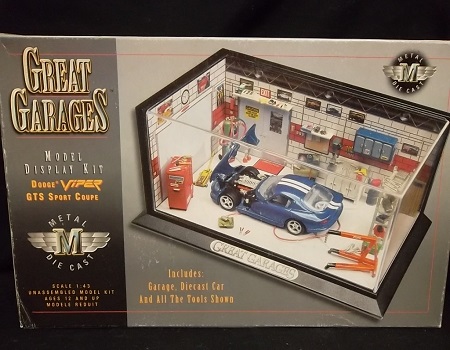 GREAT
GARAGES
MODEL
DISPLAY KIT
DODGE VIPER
GTS SPORT COUPE
METAL
M
DIE CAST
SCALE 1:43
UNASSEMBLED MODEL KIT
AGES 12 AND UP
MODELE REDUIT
METAL
M
DIE CAST
GREAT GARAGES
Includes:
Garage, Diecast Car
And All The Tools Shown